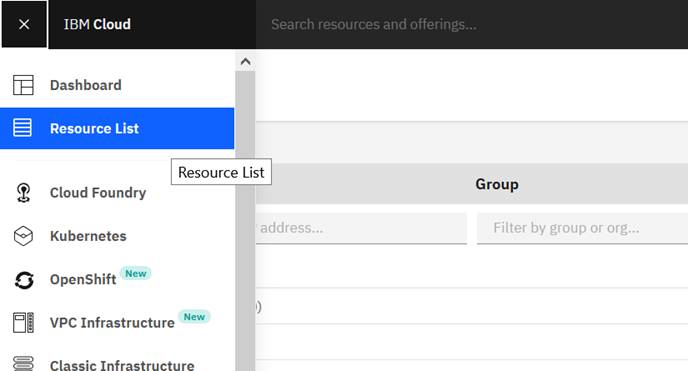 IBM Cloud
Search resources and offerings...
Dashboard
Resource List
Resource List
Group
Cloud Foundry
Kubernetes
address...
Filter by group or org...
OpenShift New
VPC Infrastructure New
Classic Infrastructure